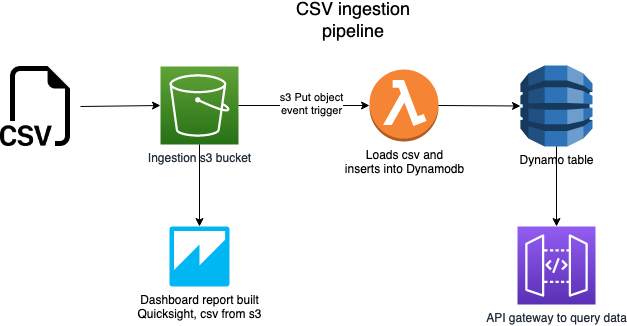 CSV ingestion
pipeline
CSV
s3 Put object
event trigger
Ingestion s3 bucket
Loads csv and
inserts into Dynamodb
Dynamo table
</>
Dashboard report built
Quicksight, csv from s3
API gateway to query data